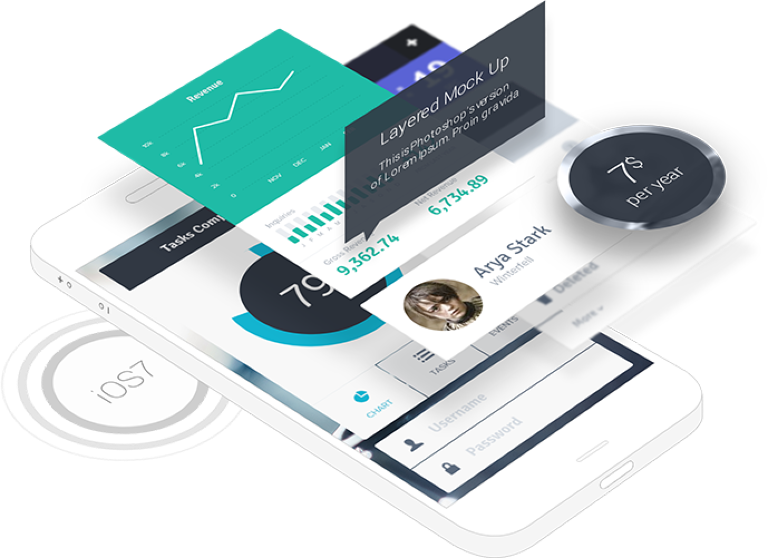 Revenue
10k
8k
6k
4k
2k
0
NOV
DEC
JAN
+
19
Layered Mock Up
This is Photoshop's version
of Lorem Ipsum. Proin gravida
7$
per year
Inquiries
J F M A M
Net Revenue
6,734.89
Gross Revenue
9,362.74
Tasks Com
79
Arya Stark
Winterfell
Deleted
More
CHART
TASKS
EVENTS
Username
Password
iOS7